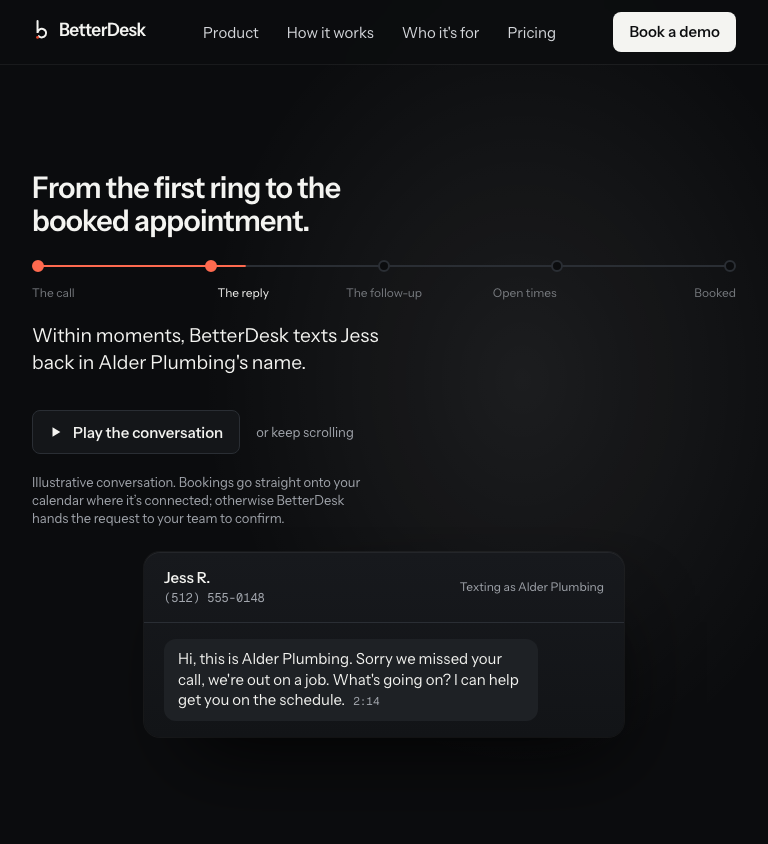 BetterDesk
Product
How it works
Who it's for
Pricing
Book a demo
From the first ring to the
booked appointment.
The call
The reply
The follow-up
Open times
Booked
Within moments, BetterDesk texts Jess
back in Alder Plumbing's name.
Play the conversation
or keep scrolling
Illustrative conversation. Bookings go straight onto your
calendar where it's connected; otherwise BetterDesk
hands the request to your team to confirm.
Jess R.
(512) 555-0148
Texting as Alder Plumbing
Hi, this is Alder Plumbing. Sorry we missed your
call, we're out on a job. What's going on? I can help
get you on the schedule. 2:14